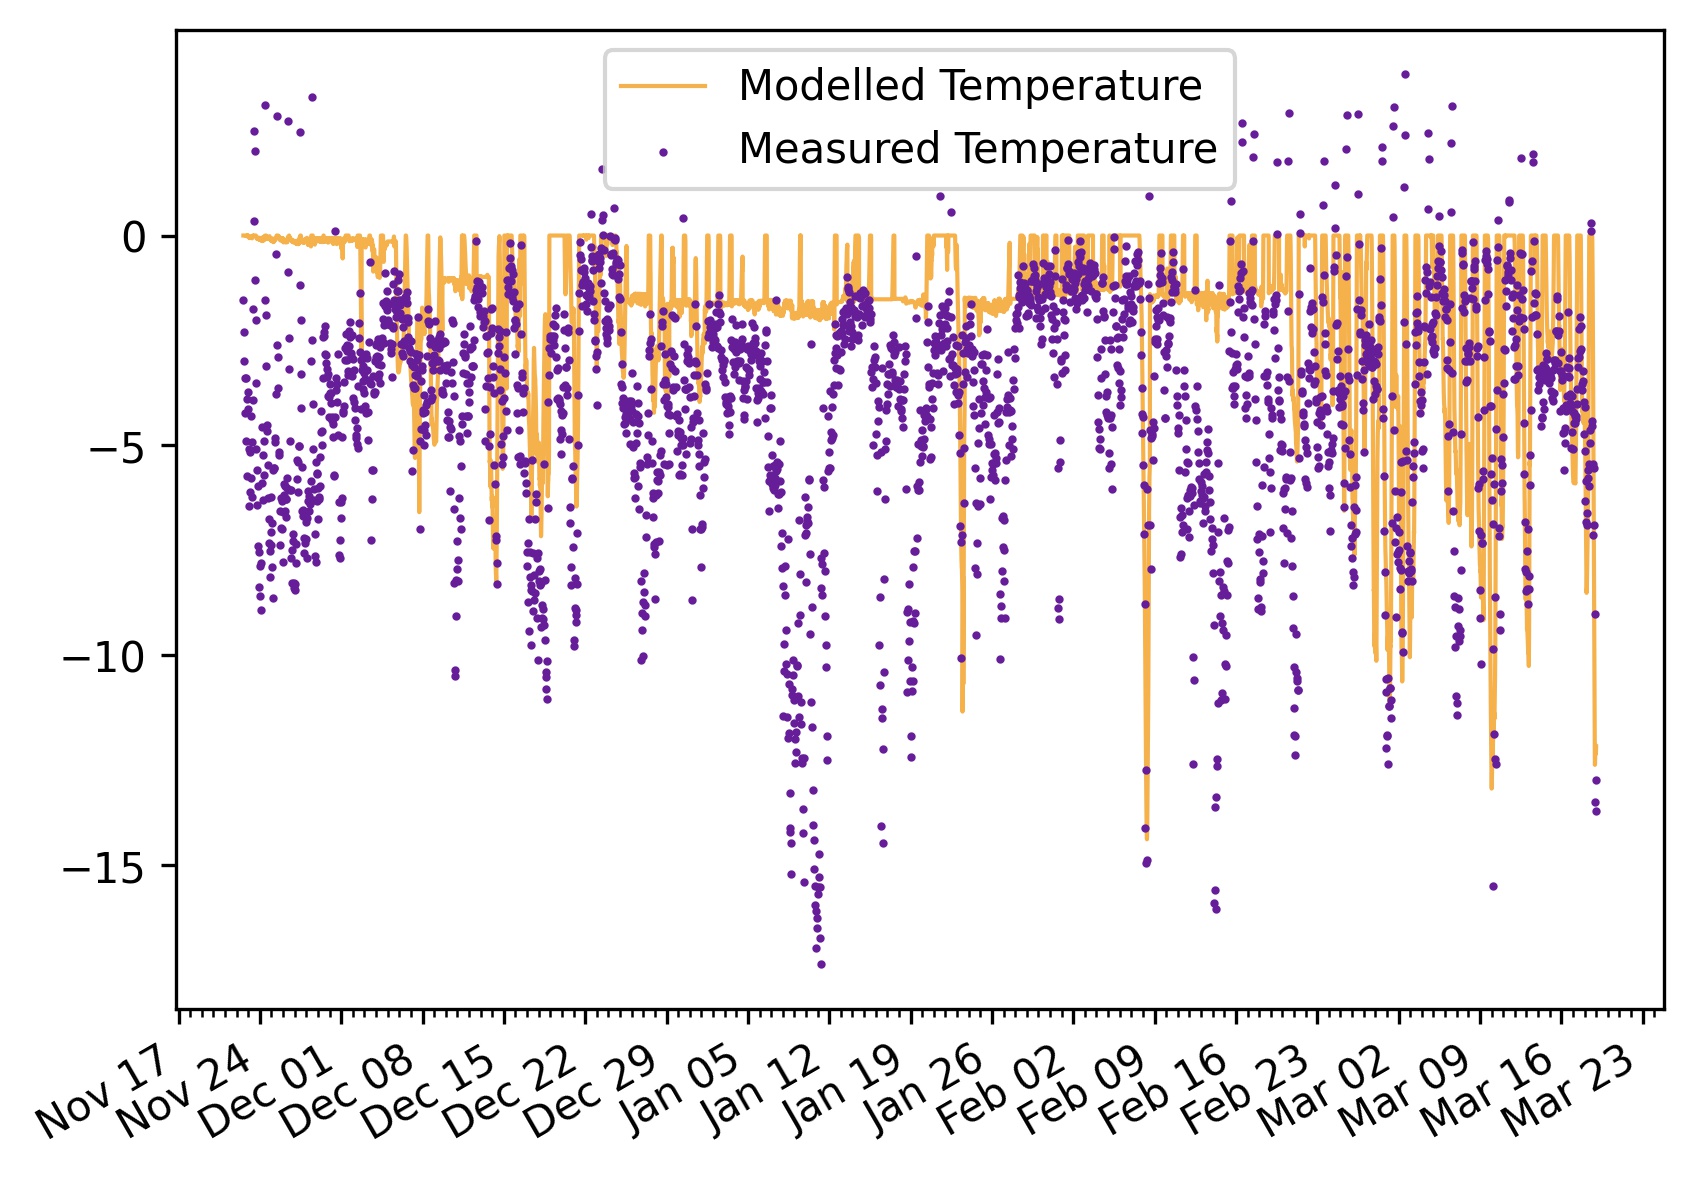 Modelled Temperature
Measured Temperature
0
−5
−10
−15
Nov 17
Nov 24
Dec 01
Dec 08
Dec 15
Dec 22
Dec 29
Jan 05
Jan 12
Jan 19
Jan 26
Feb 02
Feb 09
Feb 16
Feb 23
Mar 02
Mar 09
Mar 16
Mar 23